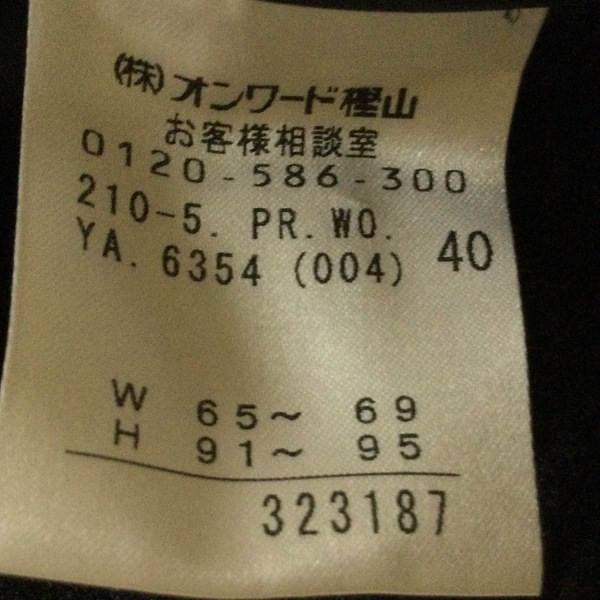 (株)オンワード樫山
お客様相談室
0120-586-300
210-5. PR.WO.
YA. 6354 (004) 40
W 65～ 69
H 91～ 95
323187